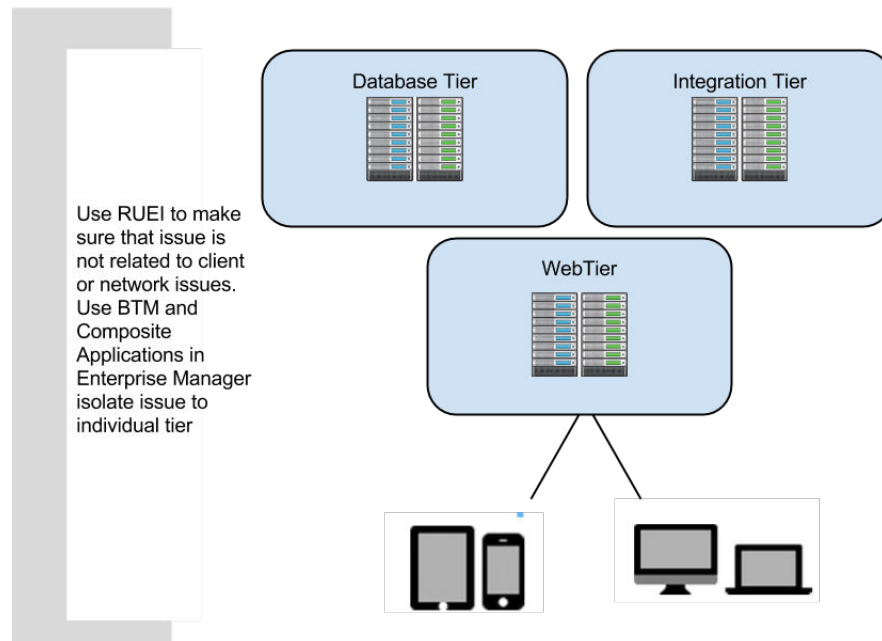 Database Tier
Integration Tier
Use RUEI to make
sure that issue is
not related to client
or network issues.
Use BTM and
Composite
Applications in
Enterprise Manager
isolate issue to
individual tier
WebTier